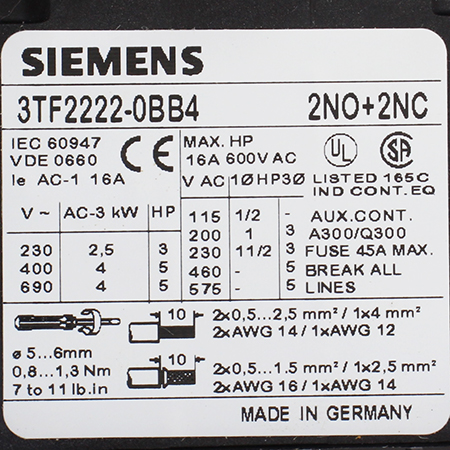 SIEMENS
3TF2222-0BB4 2NO+2NC
IEC 60947
VDE 0660
Ie AC-1 16A
CE
MAX. HP
16A 600V AC
UL
SA
LISTED 165C
IND CONT. EQ
V ~ AC-3 kW HP
230 2,5 3
400 4 5
690 4 5
V AC 1ØHP3Ø
115 1/2 -
200 1 3
230 11/2 3
460 - 5
575 - 5
AUX.CONT.
A300/Q300
FUSE 45A MAX.
BREAK ALL
LINES
10 2x0,5...2,5 mm² / 1x4 mm²
2xAWG 14 / 1xAWG 12
ø 5...6mm
0,8...1,3 Nm
7 to 11 lb.in
10 2x0,5...1.5 mm² / 1x2,5 mm²
2xAWG 16 / 1xAWG 14
MADE IN GERMANY